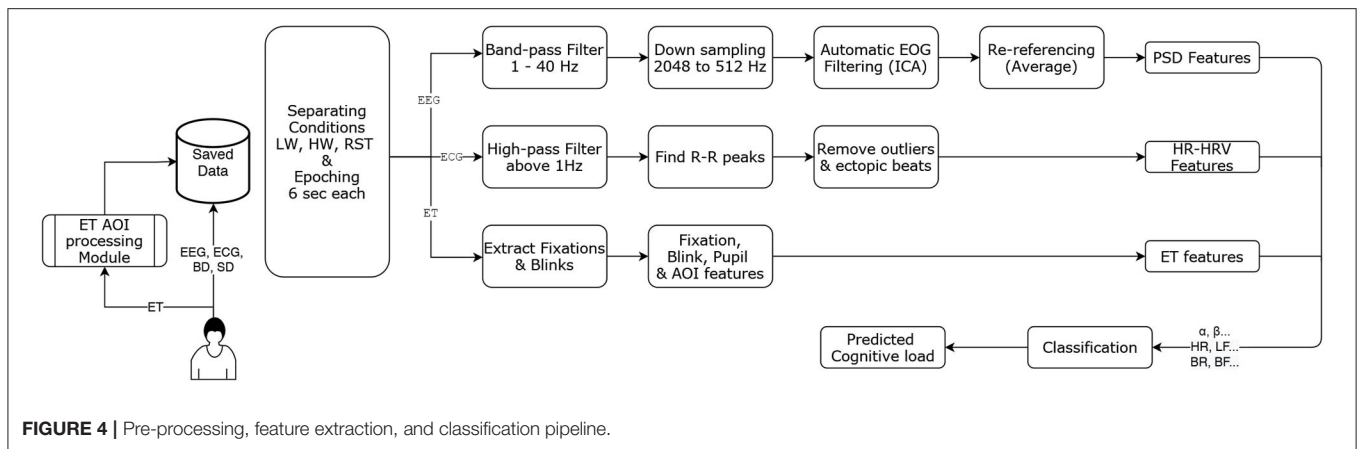 Saved
Data
ET AOI
processing
Module
EEG, ECG,
BD, SD
ET
Separating
Conditions
LW, HW, RST
&
Epoching
6 sec each
EEG
Band-pass Filter
1 - 40 Hz
Down sampling
2048 to 512 Hz
Automatic EOG
Filtering (ICA)
Re-referencing
(Average)
PSD Features
ECG
High-pass Filter
above 1Hz
Find R-R peaks
Remove outliers
& ectopic beats
HR-HRV
Features
ET
Extract Fixations
& Blinks
Fixation,
Blink, Pupil
& AOI features
ET features
α, β...
HR, LF...
BR, BF...
Classification
Predicted
Cognitive load
FIGURE 4 | Pre-processing, feature extraction, and classification pipeline.